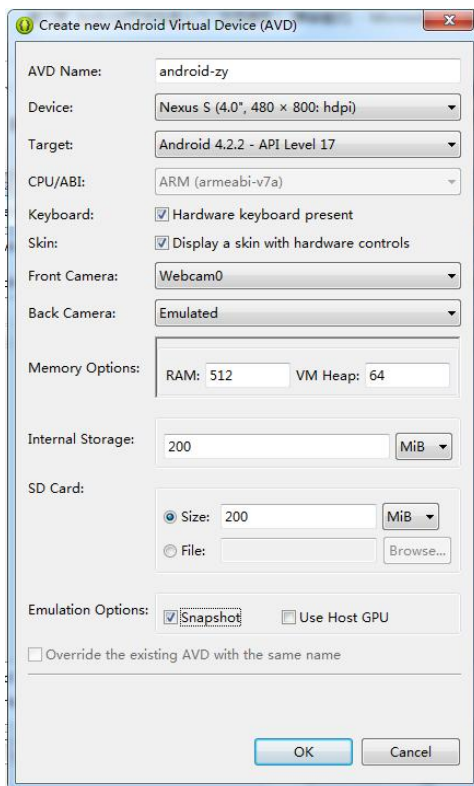 Create new Android Virtual Device (AVD)
AVD Name: android-zy
Device: Nexus S (4.0", 480 × 800: hdpi)
Target: Android 4.2.2 - API Level 17
CPU/ABI: ARM (armeabi-v7a)
Keyboard: Hardware keyboard present
Skin: Display a skin with hardware controls
Front Camera: Webcam0
Back Camera: Emulated
Memory Options: RAM: 512 VM Heap: 64
Internal Storage: 200 MiB
SD Card:
Size: 200 MiB
File: Browse...
Emulation Options: Snapshot Use Host GPU
Override the existing AVD with the same name
OK Cancel